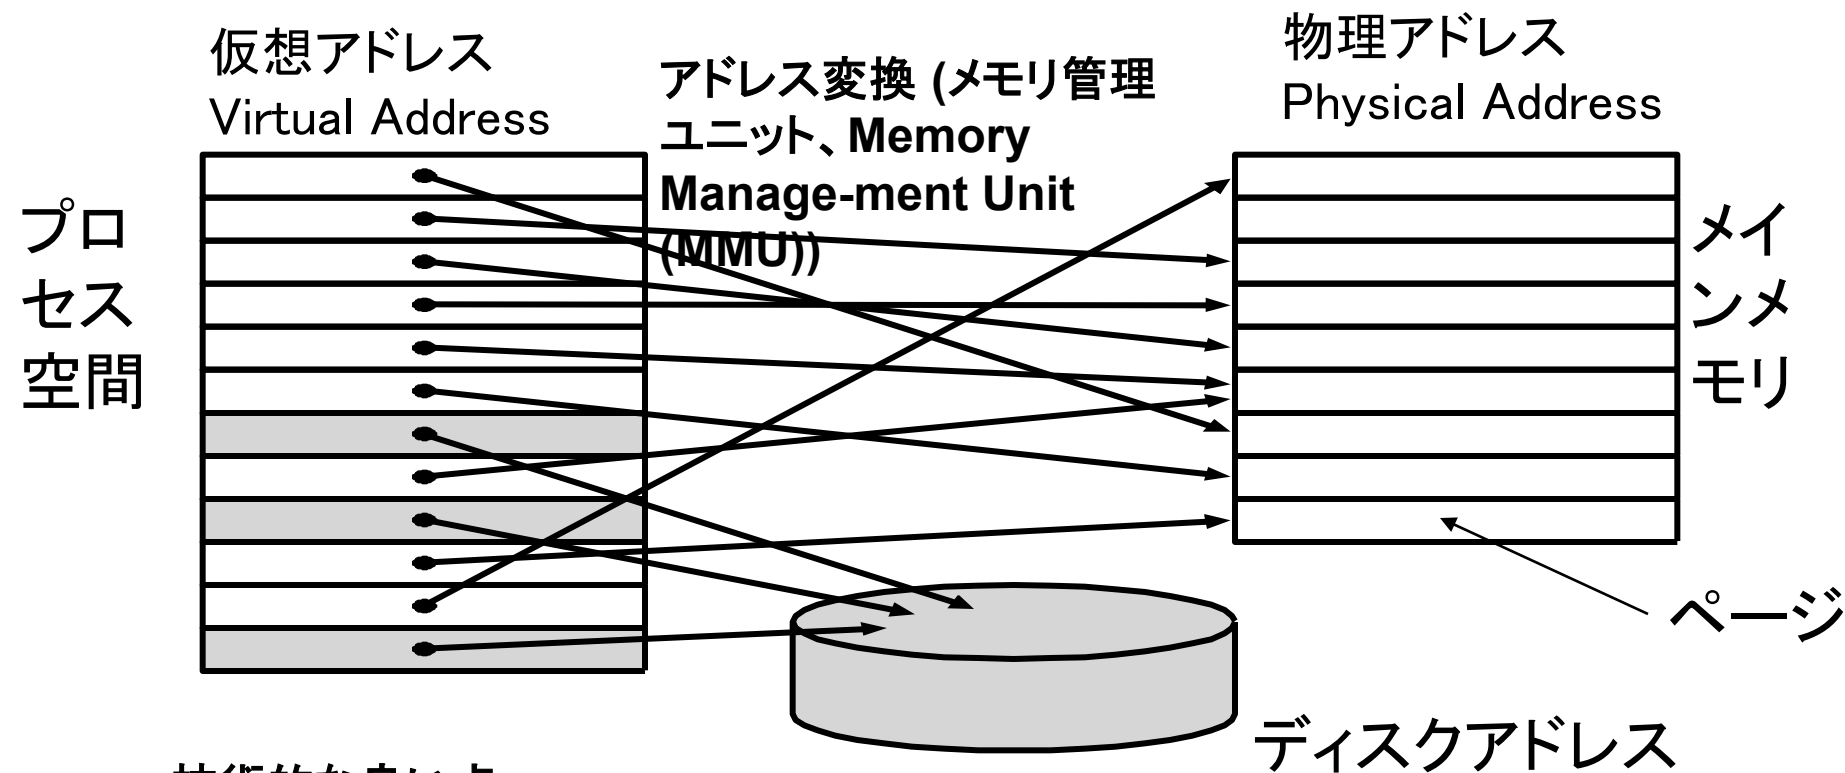 仮想アドレス
Virtual Address
アドレス変換 (メモリ管理
ユニット、Memory
Manage-ment Unit
(MMU))
物理アドレス
Physical Address
プロ
セス
空間
メイ
ンメ
モリ
ページ
ディスクアドレス